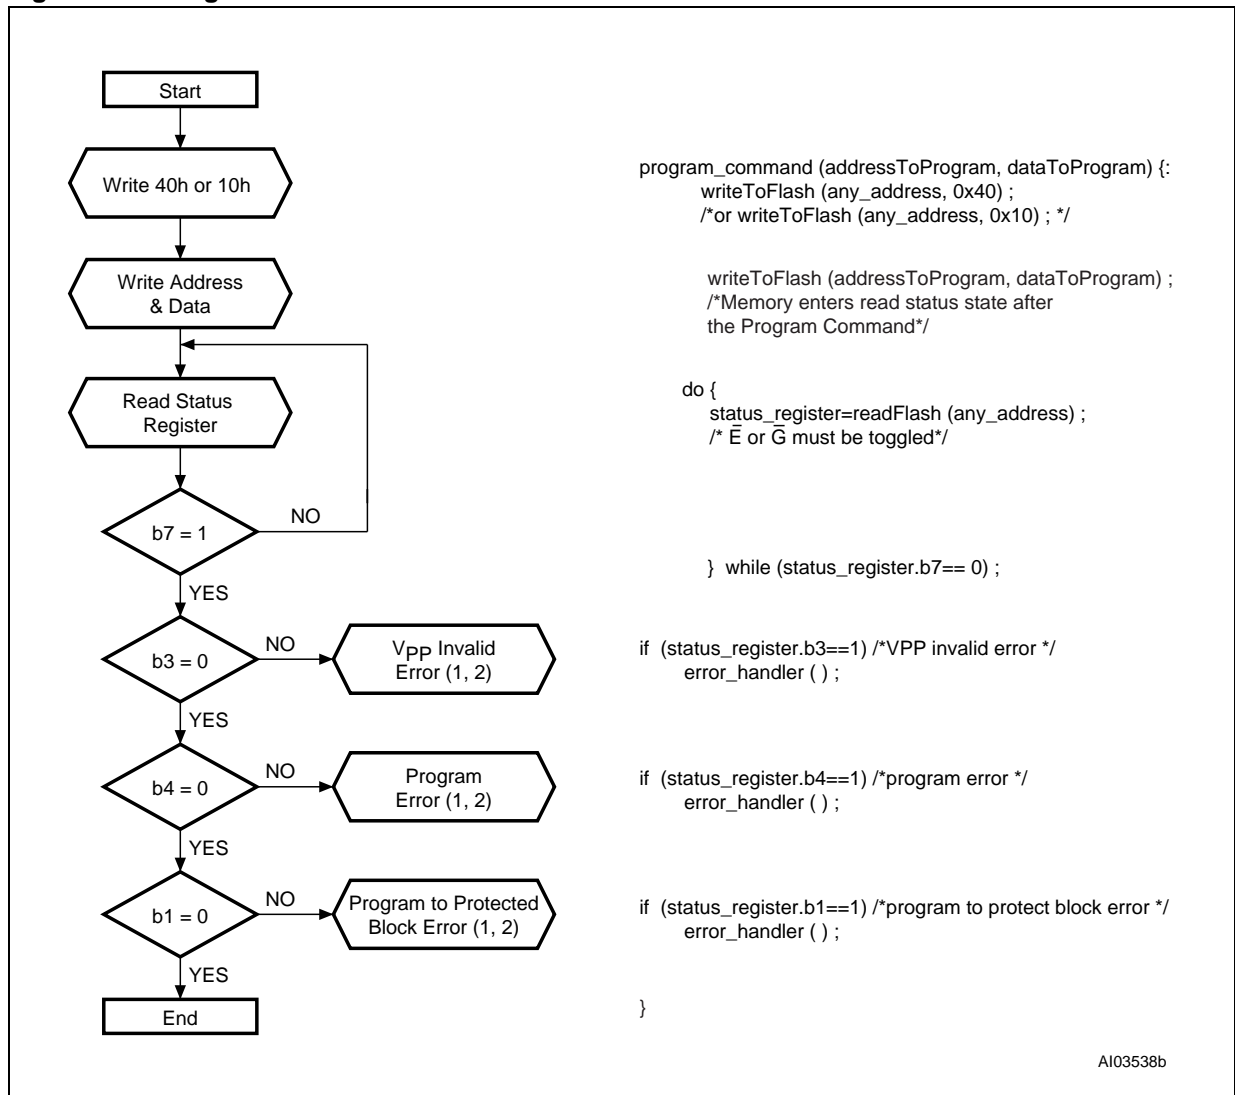 Start
Write 40h or 10h
Write Address
& Data
Read Status
Register
b7 = 1
NO
YES
b3 = 0
NO
VPP Invalid
Error (1, 2)
YES
b4 = 0
NO
Program
Error (1, 2)
YES
b1 = 0
NO
Program to Protected
Block Error (1, 2)
YES
End
program_command (addressToProgram, dataToProgram) {:
writeToFlash (any_address, 0x40) ;
/*or writeToFlash (any_address, 0x10) ; */
writeToFlash (addressToProgram, dataToProgram) ;
/*Memory enters read status state after
the Program Command*/
do {
status_register=readFlash (any_address) ;
/* E̅ or G̅ must be toggled*/
} while (status_register.b7== 0) ;
if (status_register.b3==1) /*VPP invalid error */
error_handler ( ) ;
if (status_register.b4==1) /*program error */
error_handler ( ) ;
if (status_register.b1==1) /*program to protect block error */
error_handler ( ) ;
}
AI03538b